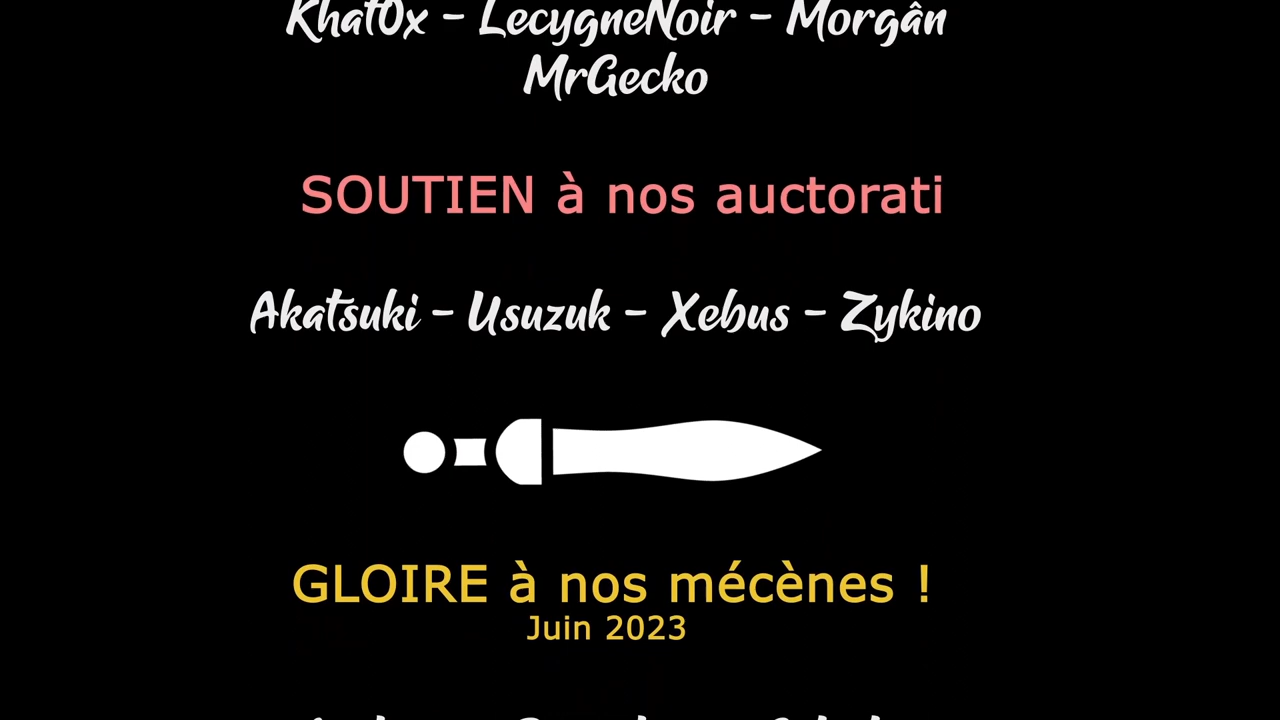 Khat0x - LecygneNoir - Morgân
MrGecko
SOUTIEN à nos auctorati
Akatsuki - Usuzuk - Xebus - Zykino
GLOIRE à nos mécènes !
Juin 2023